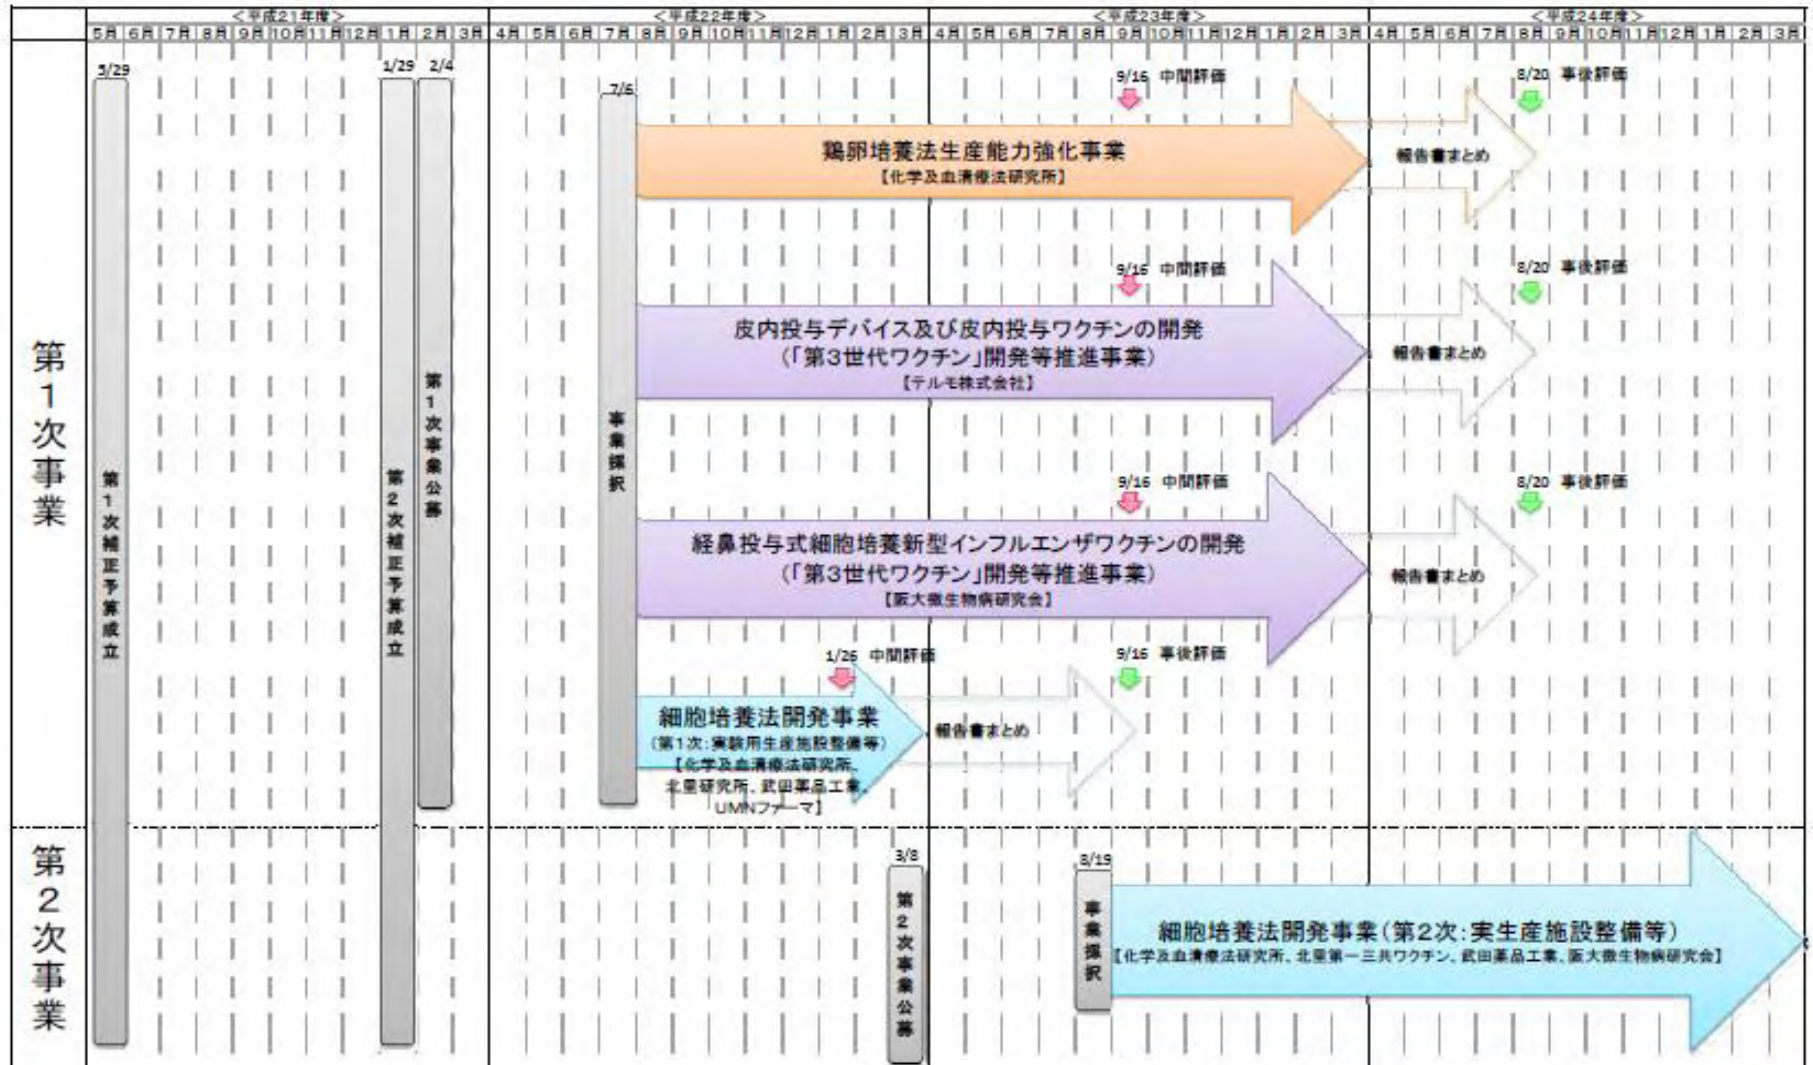 ＜平成21年度＞ ＜平成22年度＞ ＜平成23年度＞ ＜平成24年度＞
5月 6月 7月 8月 9月 10月 11月 12月 1月 2月 3月 4月 5月 6月 7月 8月 9月 10月 11月 12月 1月 2月 3月 4月 5月 6月 7月 8月 9月 10月 11月 12月 1月 2月 3月 4月 5月 6月 7月 8月 9月 10月 11月 12月 1月 2月 3月
第1次事業
5/29
第1次補正予算成立
1/29
第2次補正予算成立
2/4
第1次事業公募
事業採択
9/16 中間評価
8/20 事後評価
鶏卵培養法生産能力強化事業
【化学及血清療法研究所】
報告書まとめ
9/16 中間評価
8/20 事後評価
皮内投与デバイス及び皮内投与ワクチンの開発
（「第3世代ワクチン」開発等推進事業）
【テルモ株式会社】
報告書まとめ
9/16 中間評価
8/20 事後評価
経鼻投与式細胞培養新型インフルエンザワクチンの開発
（「第3世代ワクチン」開発等推進事業）
【阪大微生物病研究会】
報告書まとめ
1/26 中間評価
9/16 事後評価
細胞培養法開発事業
（第1次：実験用生産施設整備等）
【化学及血清療法研究所、
北里研究所、武田薬品工業、
UMNファーマ】
報告書まとめ
第2次事業
3/8
第2次事業公募
8/19
事業採択
細胞培養法開発事業（第2次：実生産施設整備等）
【化学及血清療法研究所、北里第一三共ワクチン、武田薬品工業、阪大微生物病研究会】